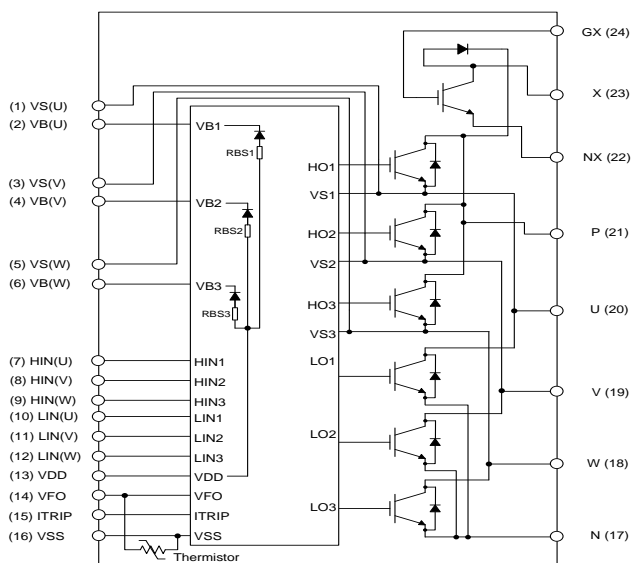 GX (24)
X (23)
NX (22)
P (21)
U (20)
V (19)
W (18)
N (17)
(1) VS(U)
(2) VB(U)
(3) VS(V)
(4) VB(V)
(5) VS(W)
(6) VB(W)
(7) HIN(U)
(8) HIN(V)
(9) HIN(W)
(10) LIN(U)
(11) LIN(V)
(12) LIN(W)
(13) VDD
(14) VFO
(15) ITRIP
(16) VSS
VB1
RBS1
VB2
RBS2
VB3
RBS3
HIN1
HIN2
HIN3
LIN1
LIN2
LIN3
VDD
VFO
ITRIP
VSS
Thermistor
HO1
VS1
HO2
VS2
HO3
VS3
LO1
LO2
LO3